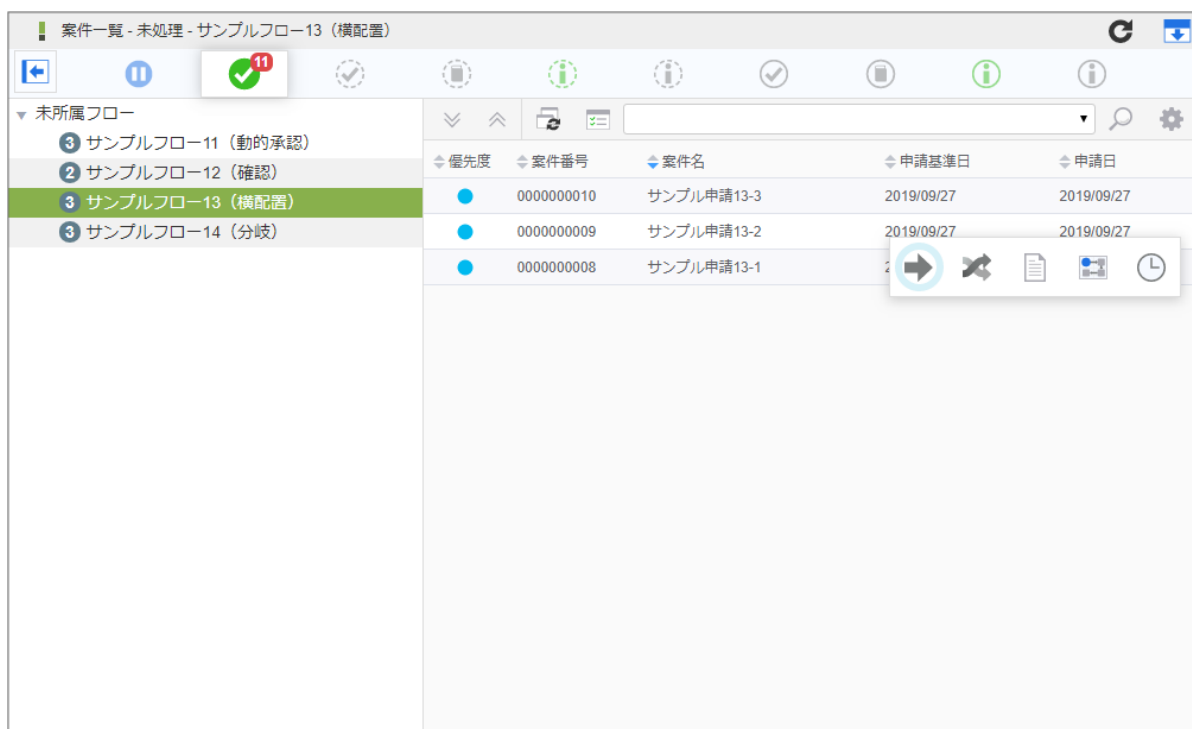 案件一覧 - 未処理 - サンプルフロー13（横配置）
11
未所属フロー
3 サンプルフロー11（動的承認）
2 サンプルフロー12（確認）
3 サンプルフロー13（横配置）
3 サンプルフロー14（分岐）
優先度 案件番号 案件名 申請基準日 申請日
0000000010 サンプル申請13-3 2019/09/27 2019/09/27
0000000009 サンプル申請13-2 2019/09/27 2019/09/27
0000000008 サンプル申請13-1